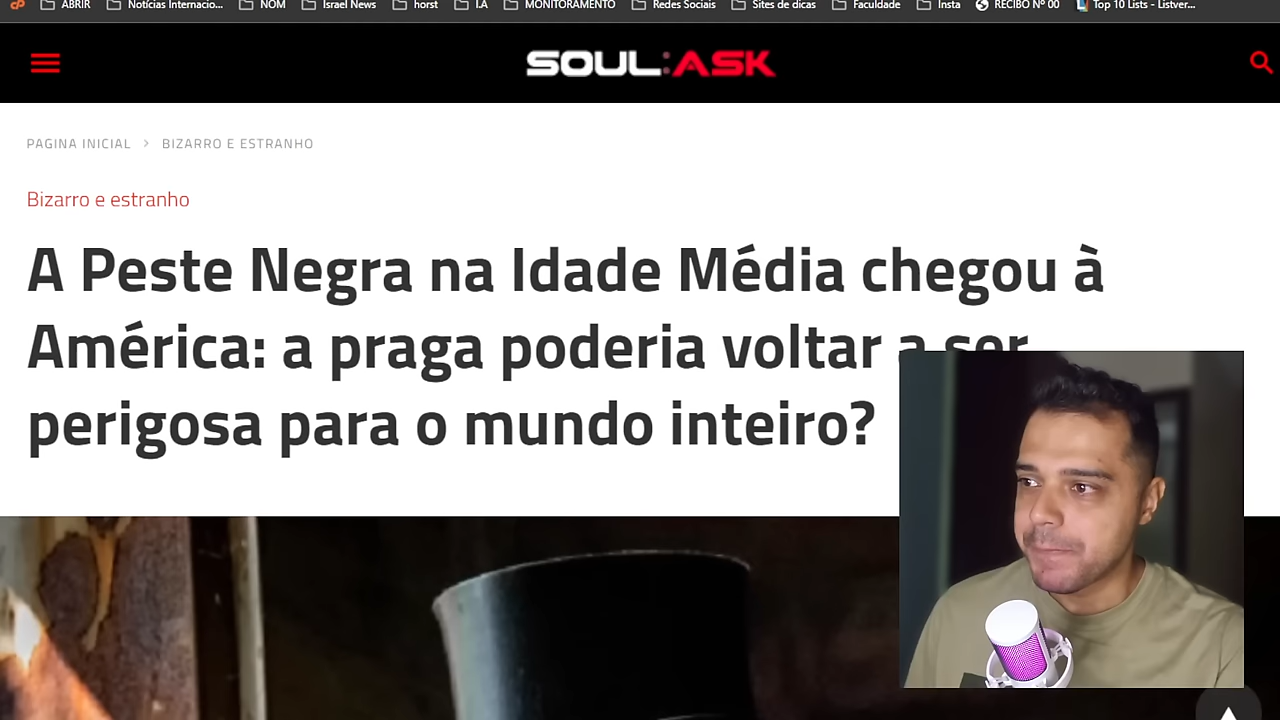 ABRIR Notícias Internacio... NOM Israel News horst I.A MONITORAMENTO Redes Sociais Sites de dicas Faculdade Insta RECIBO Nº 00 Top 10 Lists - Listver...
SOUL:ASK
PAGINA INICIAL > BIZARRO E ESTRANHO
Bizarro e estranho
A Peste Negra na Idade Média chegou à
América: a praga poderia voltar a ser
perigosa para o mundo inteiro?